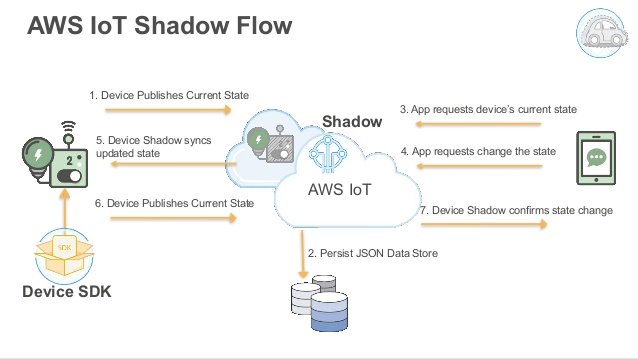 AWS IoT Shadow Flow
1. Device Publishes Current State
Shadow
3. App requests device's current state
5. Device Shadow syncs
updated state
4. App requests change the state
2
AWS IoT
6. Device Publishes Current State
7. Device Shadow confirms state change
SDK
2. Persist JSON Data Store
Device SDK